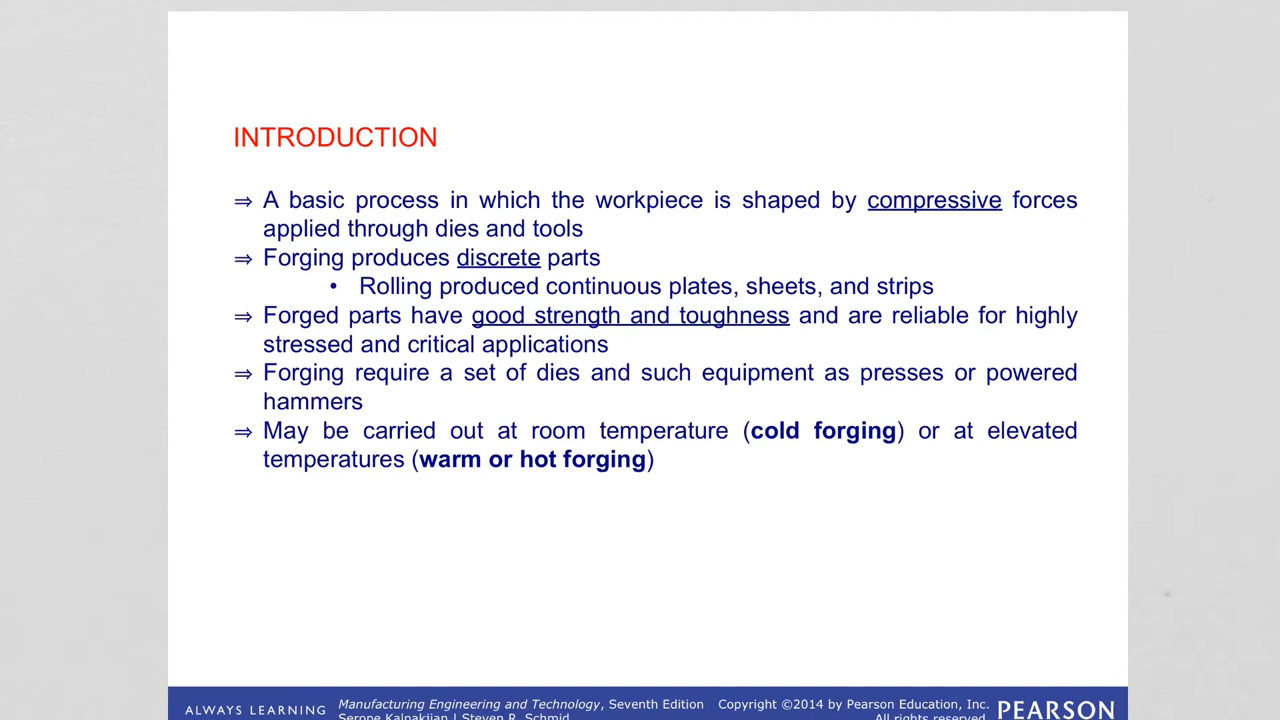 INTRODUCTION
⇒ A basic process in which the workpiece is shaped by compressive forces
applied through dies and tools
⇒ Forging produces discrete parts
• Rolling produced continuous plates, sheets, and strips
⇒ Forged parts have good strength and toughness and are reliable for highly
stressed and critical applications
⇒ Forging require a set of dies and such equipment as presses or powered
hammers
⇒ May be carried out at room temperature (cold forging) or at elevated
temperatures (warm or hot forging)
ALWAYS LEARNING
Manufacturing Engineering and Technology, Seventh Edition
Serope Kalpakjian | Steven R. Schmid
Copyright ©2014 by Pearson Education, Inc.
All rights reserved.
PEARSON